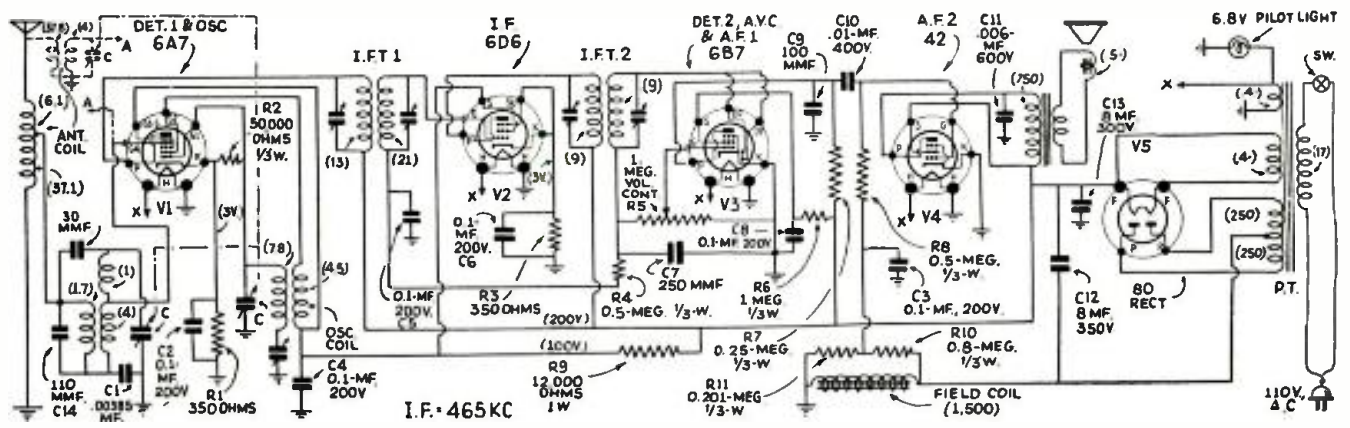 DET. 1 & OSC
6A7
I.F.
6D6
DET. 2, A.V.C
& A.F. 1
6B7
C10
.01-MF.
400V.
A.F. 2
42
C11
.006-
MF
600V
6.8V PILOT LIGHT
SW.
(4)
A
C
I.F.T 1
I.F.T. 2
C9
100
MMF
(750)
(5)
(6.1)
A
ANT.
COIL
(37.1)
R2
50000
OHMS
1/3 W.
(13)
(21)
(9)
(9)
X
(4)
C13
8 MF.
300V
V5
(17)
(4)
H
X V1
X V2
(3V.)
1
MEG.
VOL.
CONT
R5
H
X V3
X V4
F
F
P
P
(250)
(250)
P.T.
30
MMF
(3V)
(78)
(45)
OSC
COIL
0.1-
MF.
200V.
C6
C8
0.1-MF. 200V
R8
0.5-MEG.
1/3-W.
(1)
(1.7)
(4)
C
C
0.1-MF
200V.
C5
R3
350 OHMS
C7
250 MMF
R4
0.5-MEG. 1/3-W.
R6
1 MEG.
1/3W
C3
0.1-MF., 200V.
80
RECT
C12
8 MF.
350V
(200V)
(100V)
110
MMF
C14
C1
.00385
MF.
C2
0.1-
MF
200V
R1
350 OHMS
C4
0.1-MF.
200V
R9
12,000
OHMS
1 W
R7
0.25-MEG.
1/3-W
R10
0.8-MEG.
1/3 W.
R11
0.201-MEG
1/3-W
FIELD COIL
(1,500)
110V.,
A.C
I.F. = 465 KC